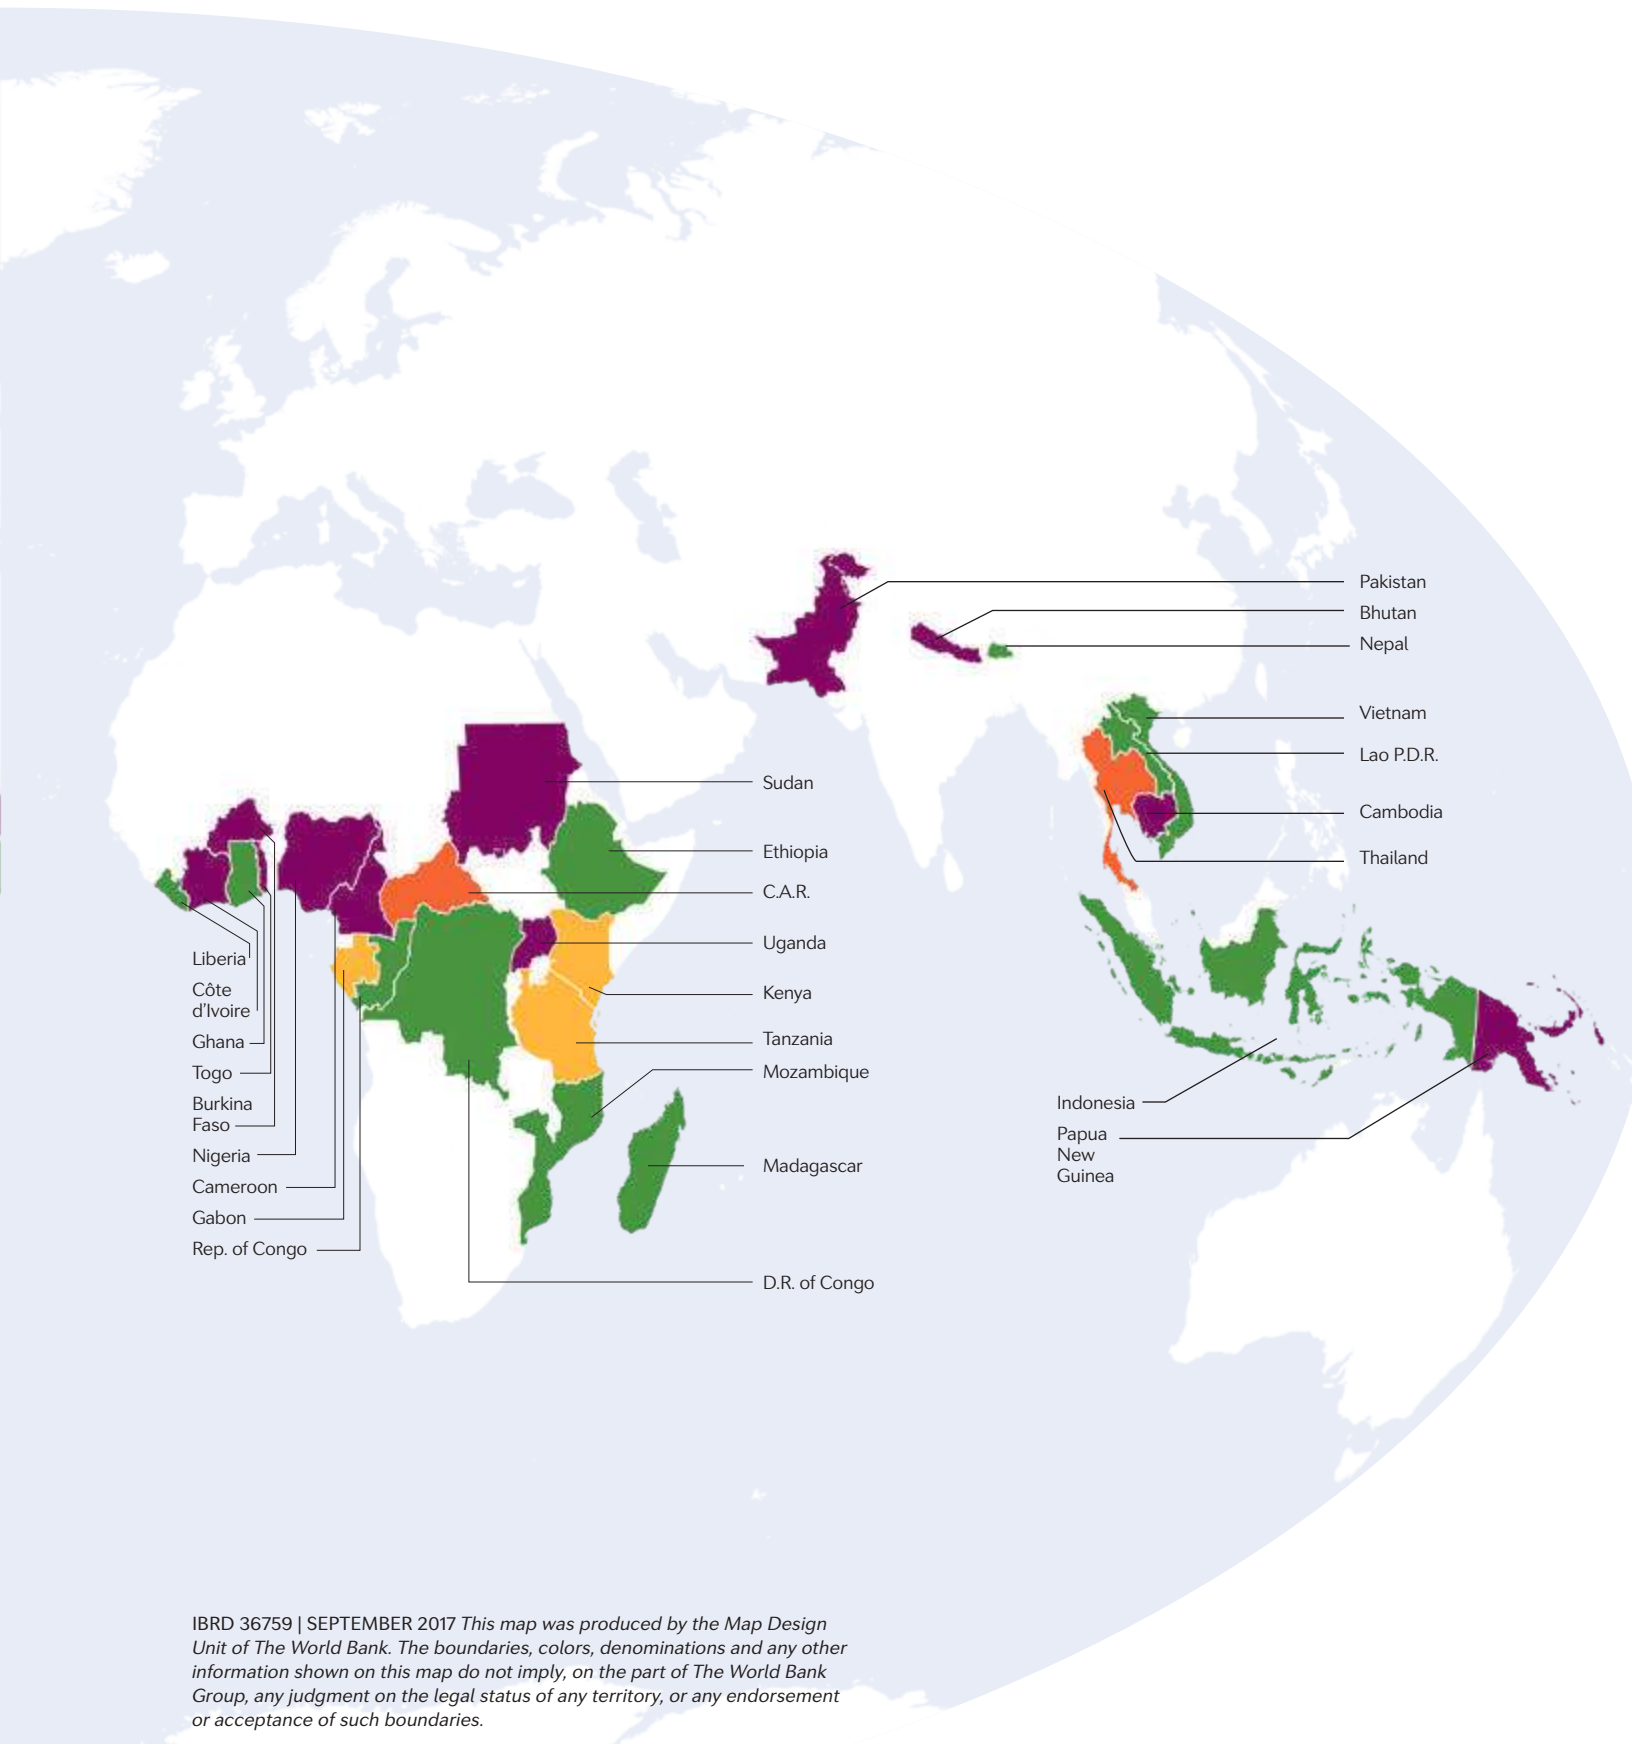 Pakistan
Bhutan
Nepal
Vietnam
Lao P.D.R.
Cambodia
Thailand
Sudan
Ethiopia
C.A.R.
Uganda
Kenya
Tanzania
Mozambique
Madagascar
D.R. of Congo
Liberia
Côte
d'Ivoire
Ghana
Togo
Burkina
Faso
Nigeria
Cameroon
Gabon
Rep. of Congo
Indonesia
Papua
New
Guinea
IBRD 36759 | SEPTEMBER 2017 This map was produced by the Map Design
Unit of The World Bank. The boundaries, colors, denominations and any other
information shown on this map do not imply, on the part of The World Bank
Group, any judgment on the legal status of any territory, or any endorsement
or acceptance of such boundaries.